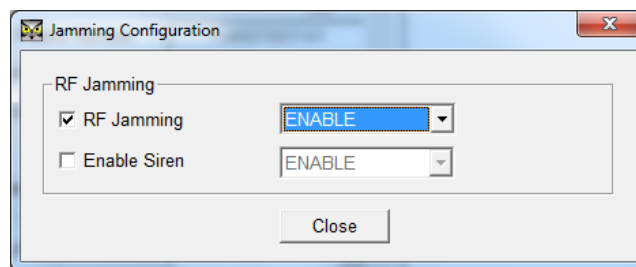 Jamming Configuration
RF Jamming
RF Jamming ENABLE
Enable Siren ENABLE
Close